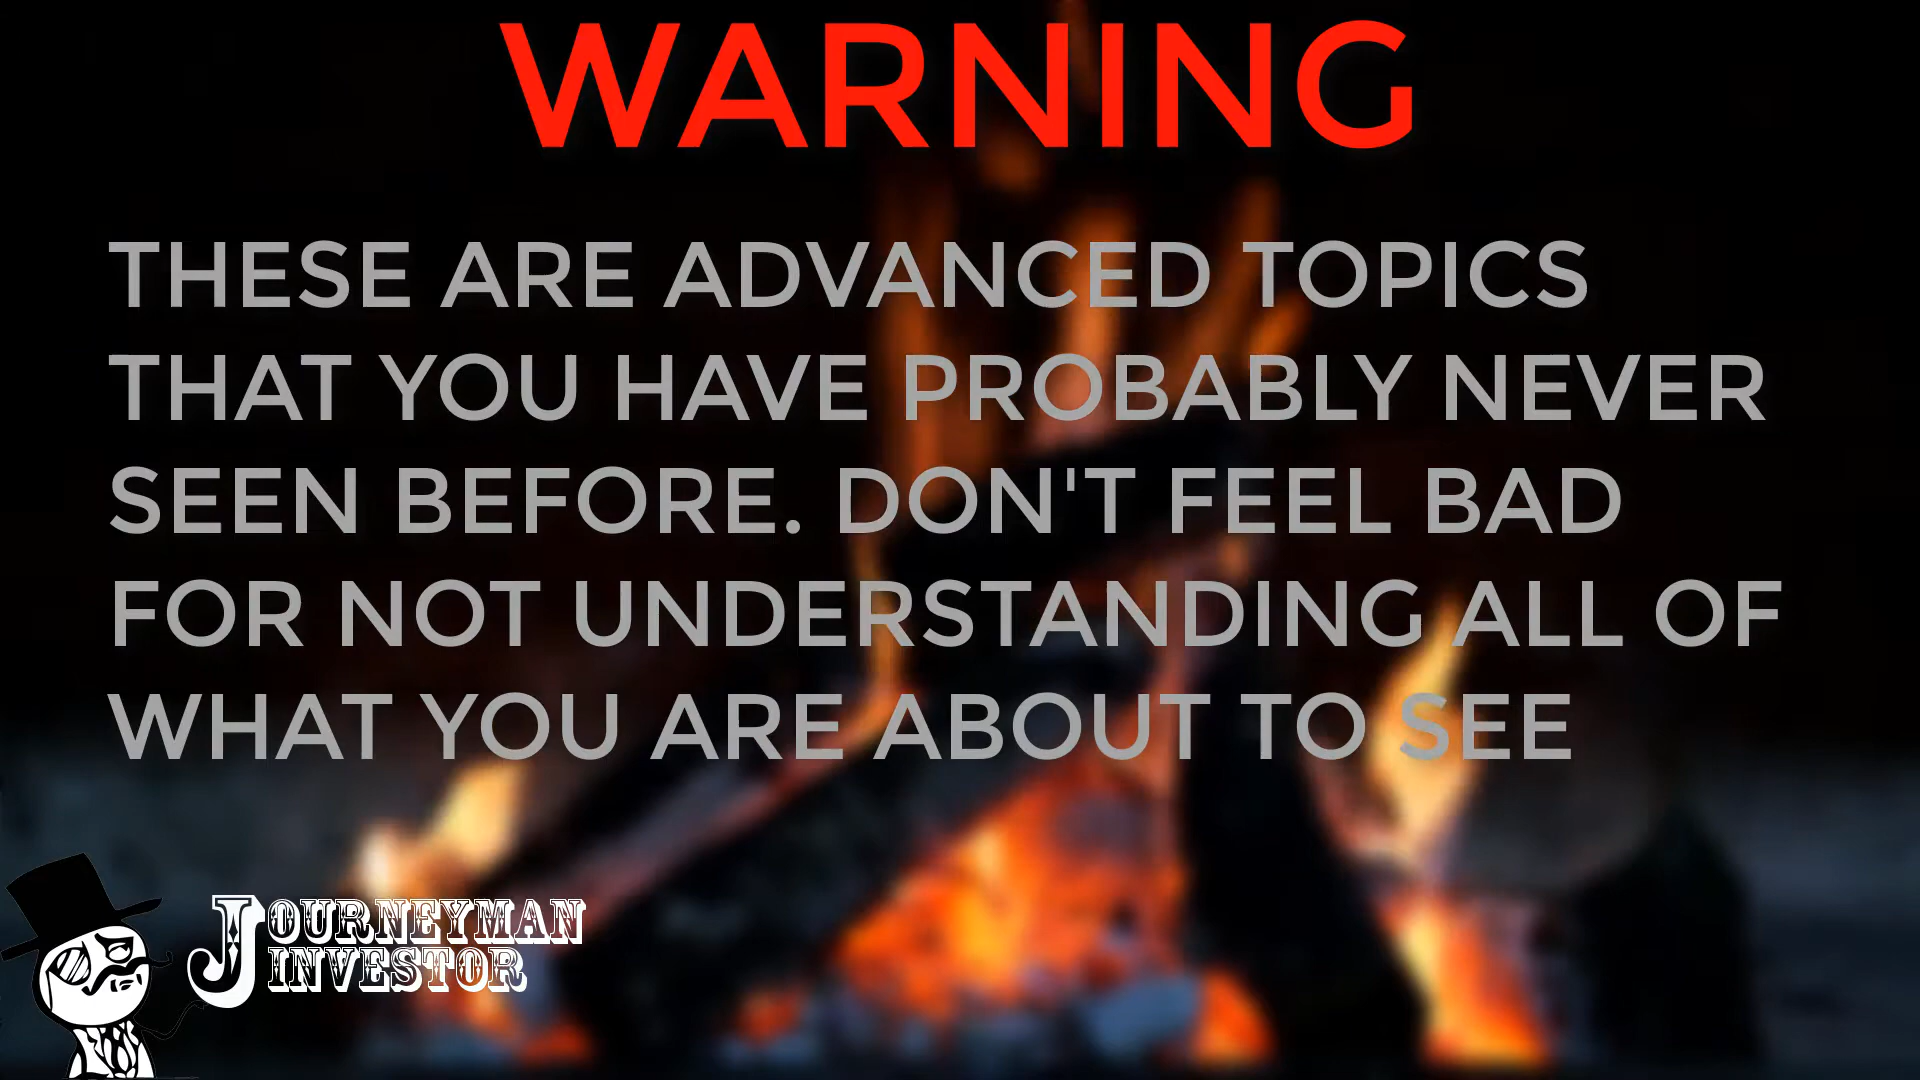 WARNING
THESE ARE ADVANCED TOPICS
THAT YOU HAVE PROBABLY NEVER
SEEN BEFORE. DON'T FEEL BAD
FOR NOT UNDERSTANDING ALL OF
WHAT YOU ARE ABOUT TO SEE
JOURNEYMAN
INVESTOR